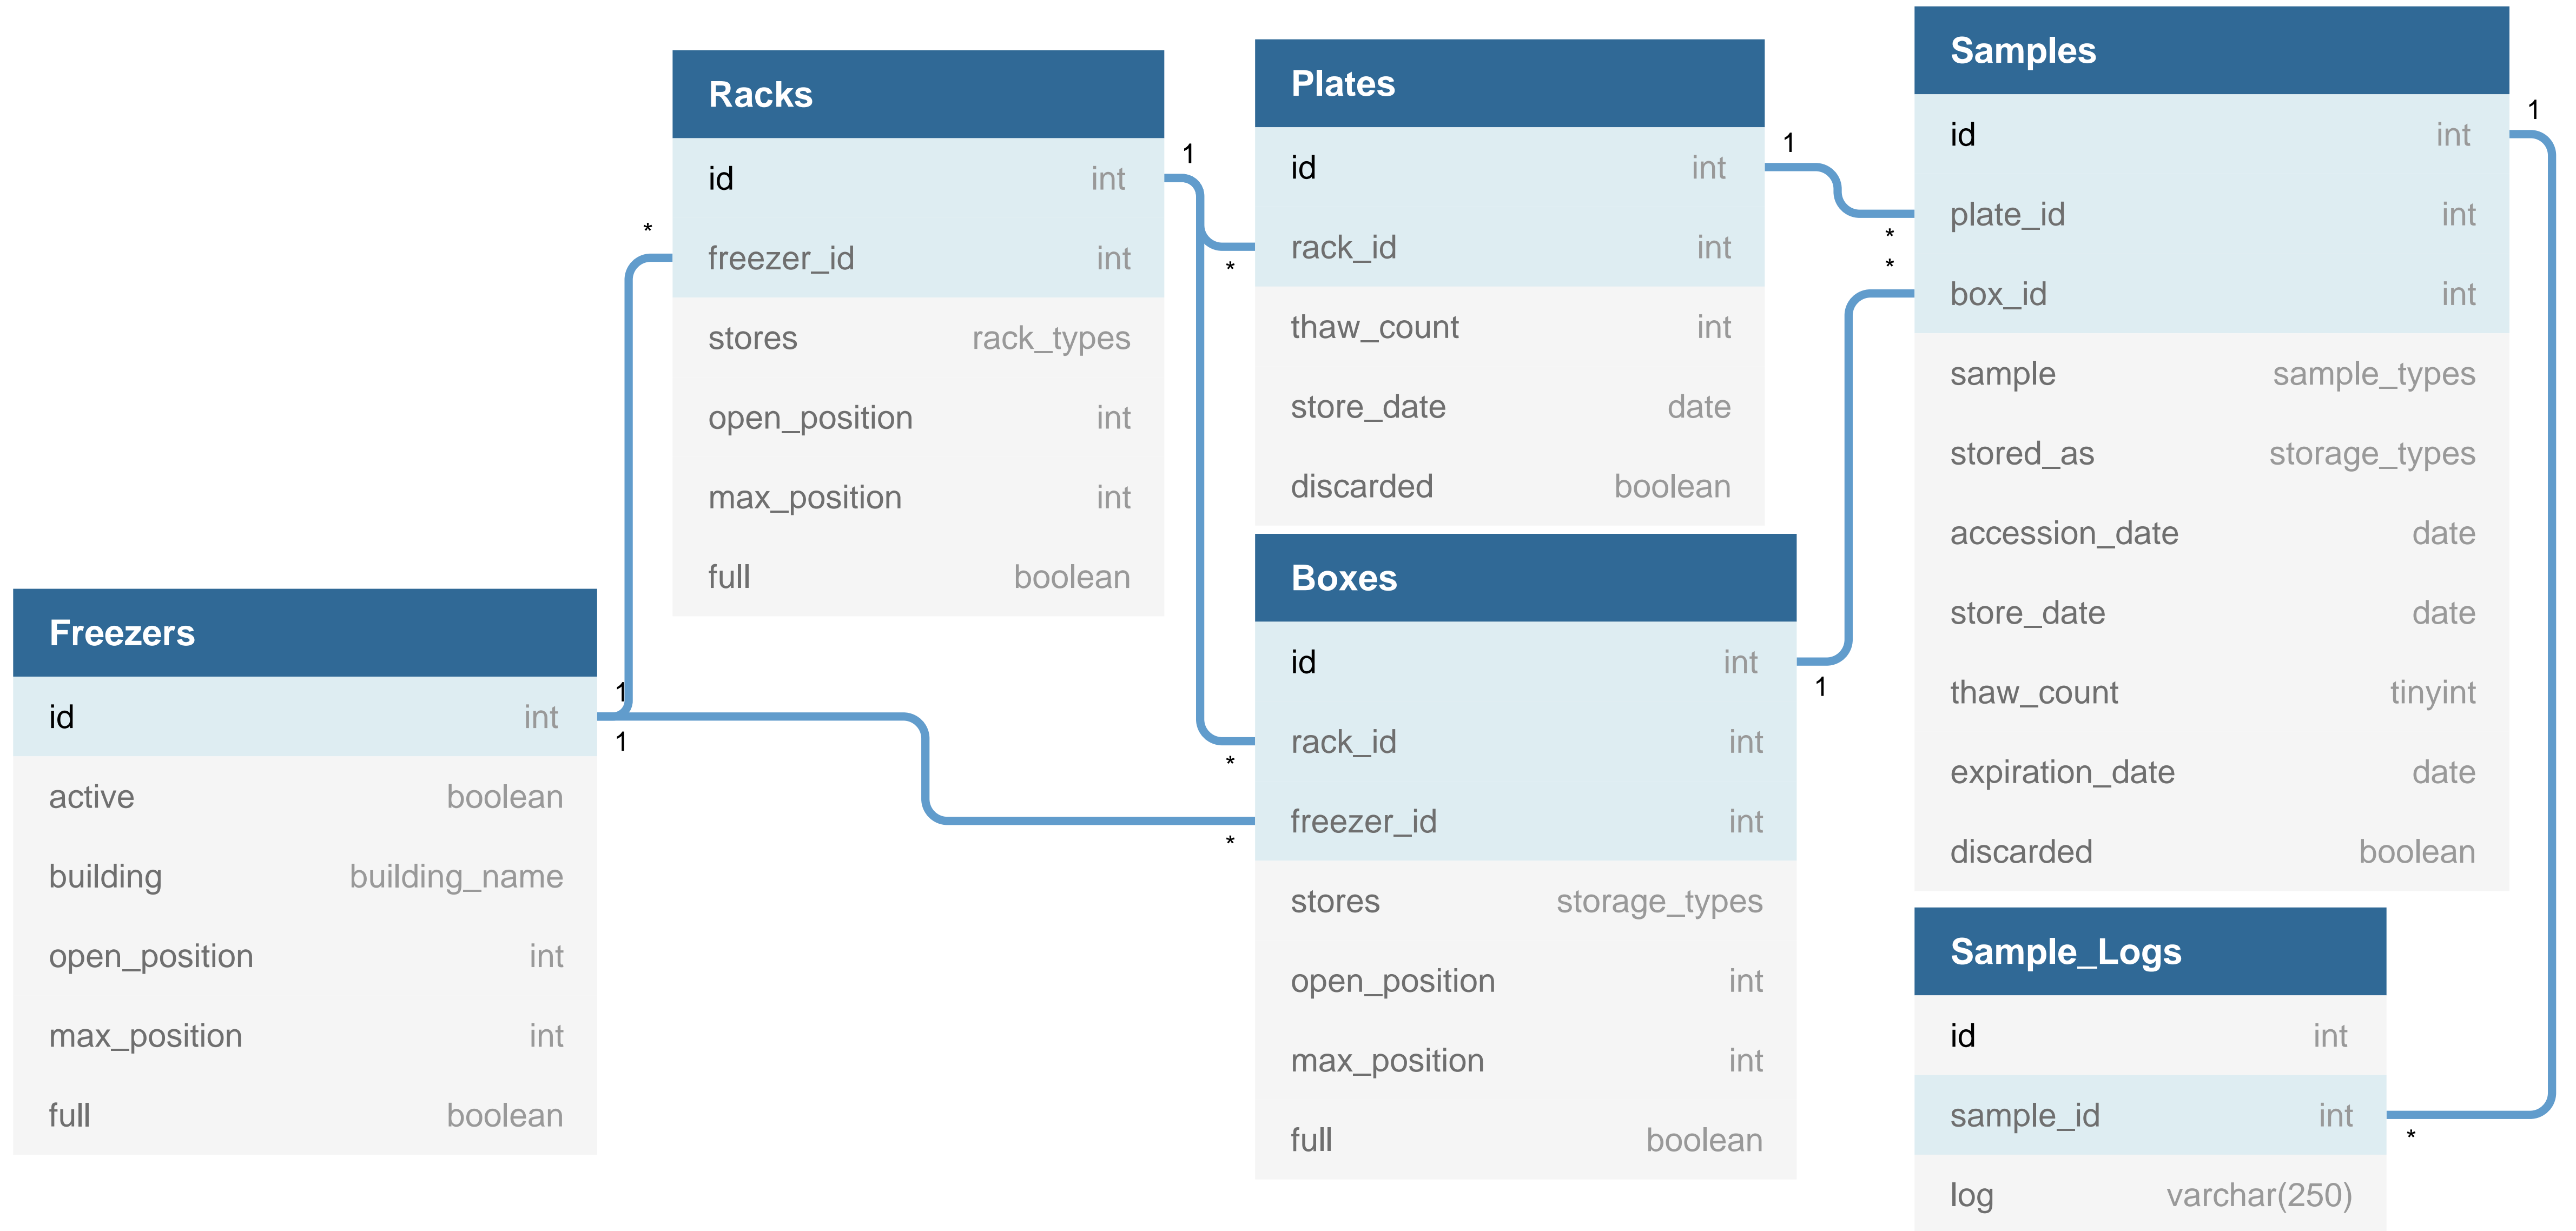 Racks
id int
freezer_id int
stores rack_types
open_position int
max_position int
full boolean
Plates
id int
rack_id int
thaw_count int
store_date date
discarded boolean
Samples
id int
plate_id int
box_id int
sample sample_types
stored_as storage_types
accession_date date
store_date date
thaw_count tinyint
expiration_date date
discarded boolean
Freezers
id int
active boolean
building building_name
open_position int
max_position int
full boolean
Boxes
id int
rack_id int
freezer_id int
stores storage_types
open_position int
max_position int
full boolean
Sample_Logs
id int
sample_id int
log varchar(250)
1
*
1
*
1
*
*
1
1
1
*
*
1
*